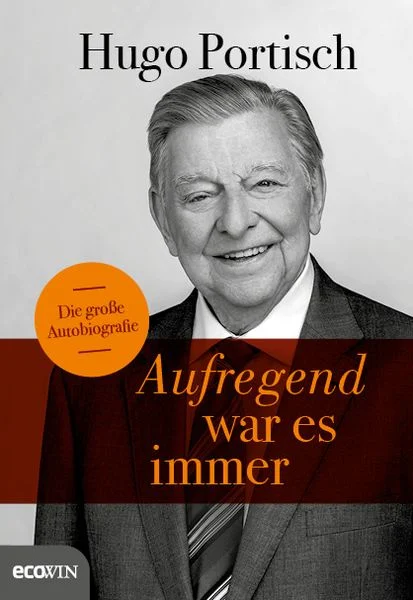 Hugo Portisch
Die große
Autobiografie
Aufregend
war es
immer
ecoWIN